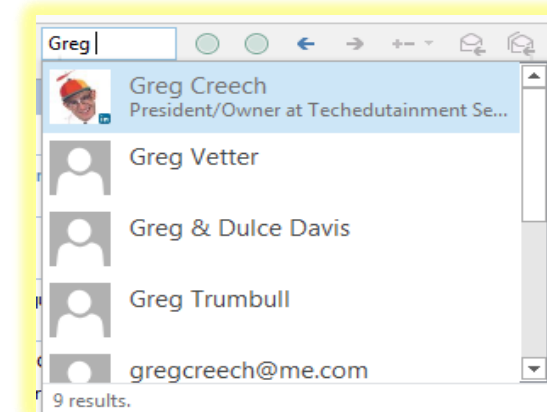 Greg
Greg Creech
President/Owner at Techedutainment Se...
Greg Vetter
Greg & Dulce Davis
Greg Trumbull
gregcreech@me.com
9 results.